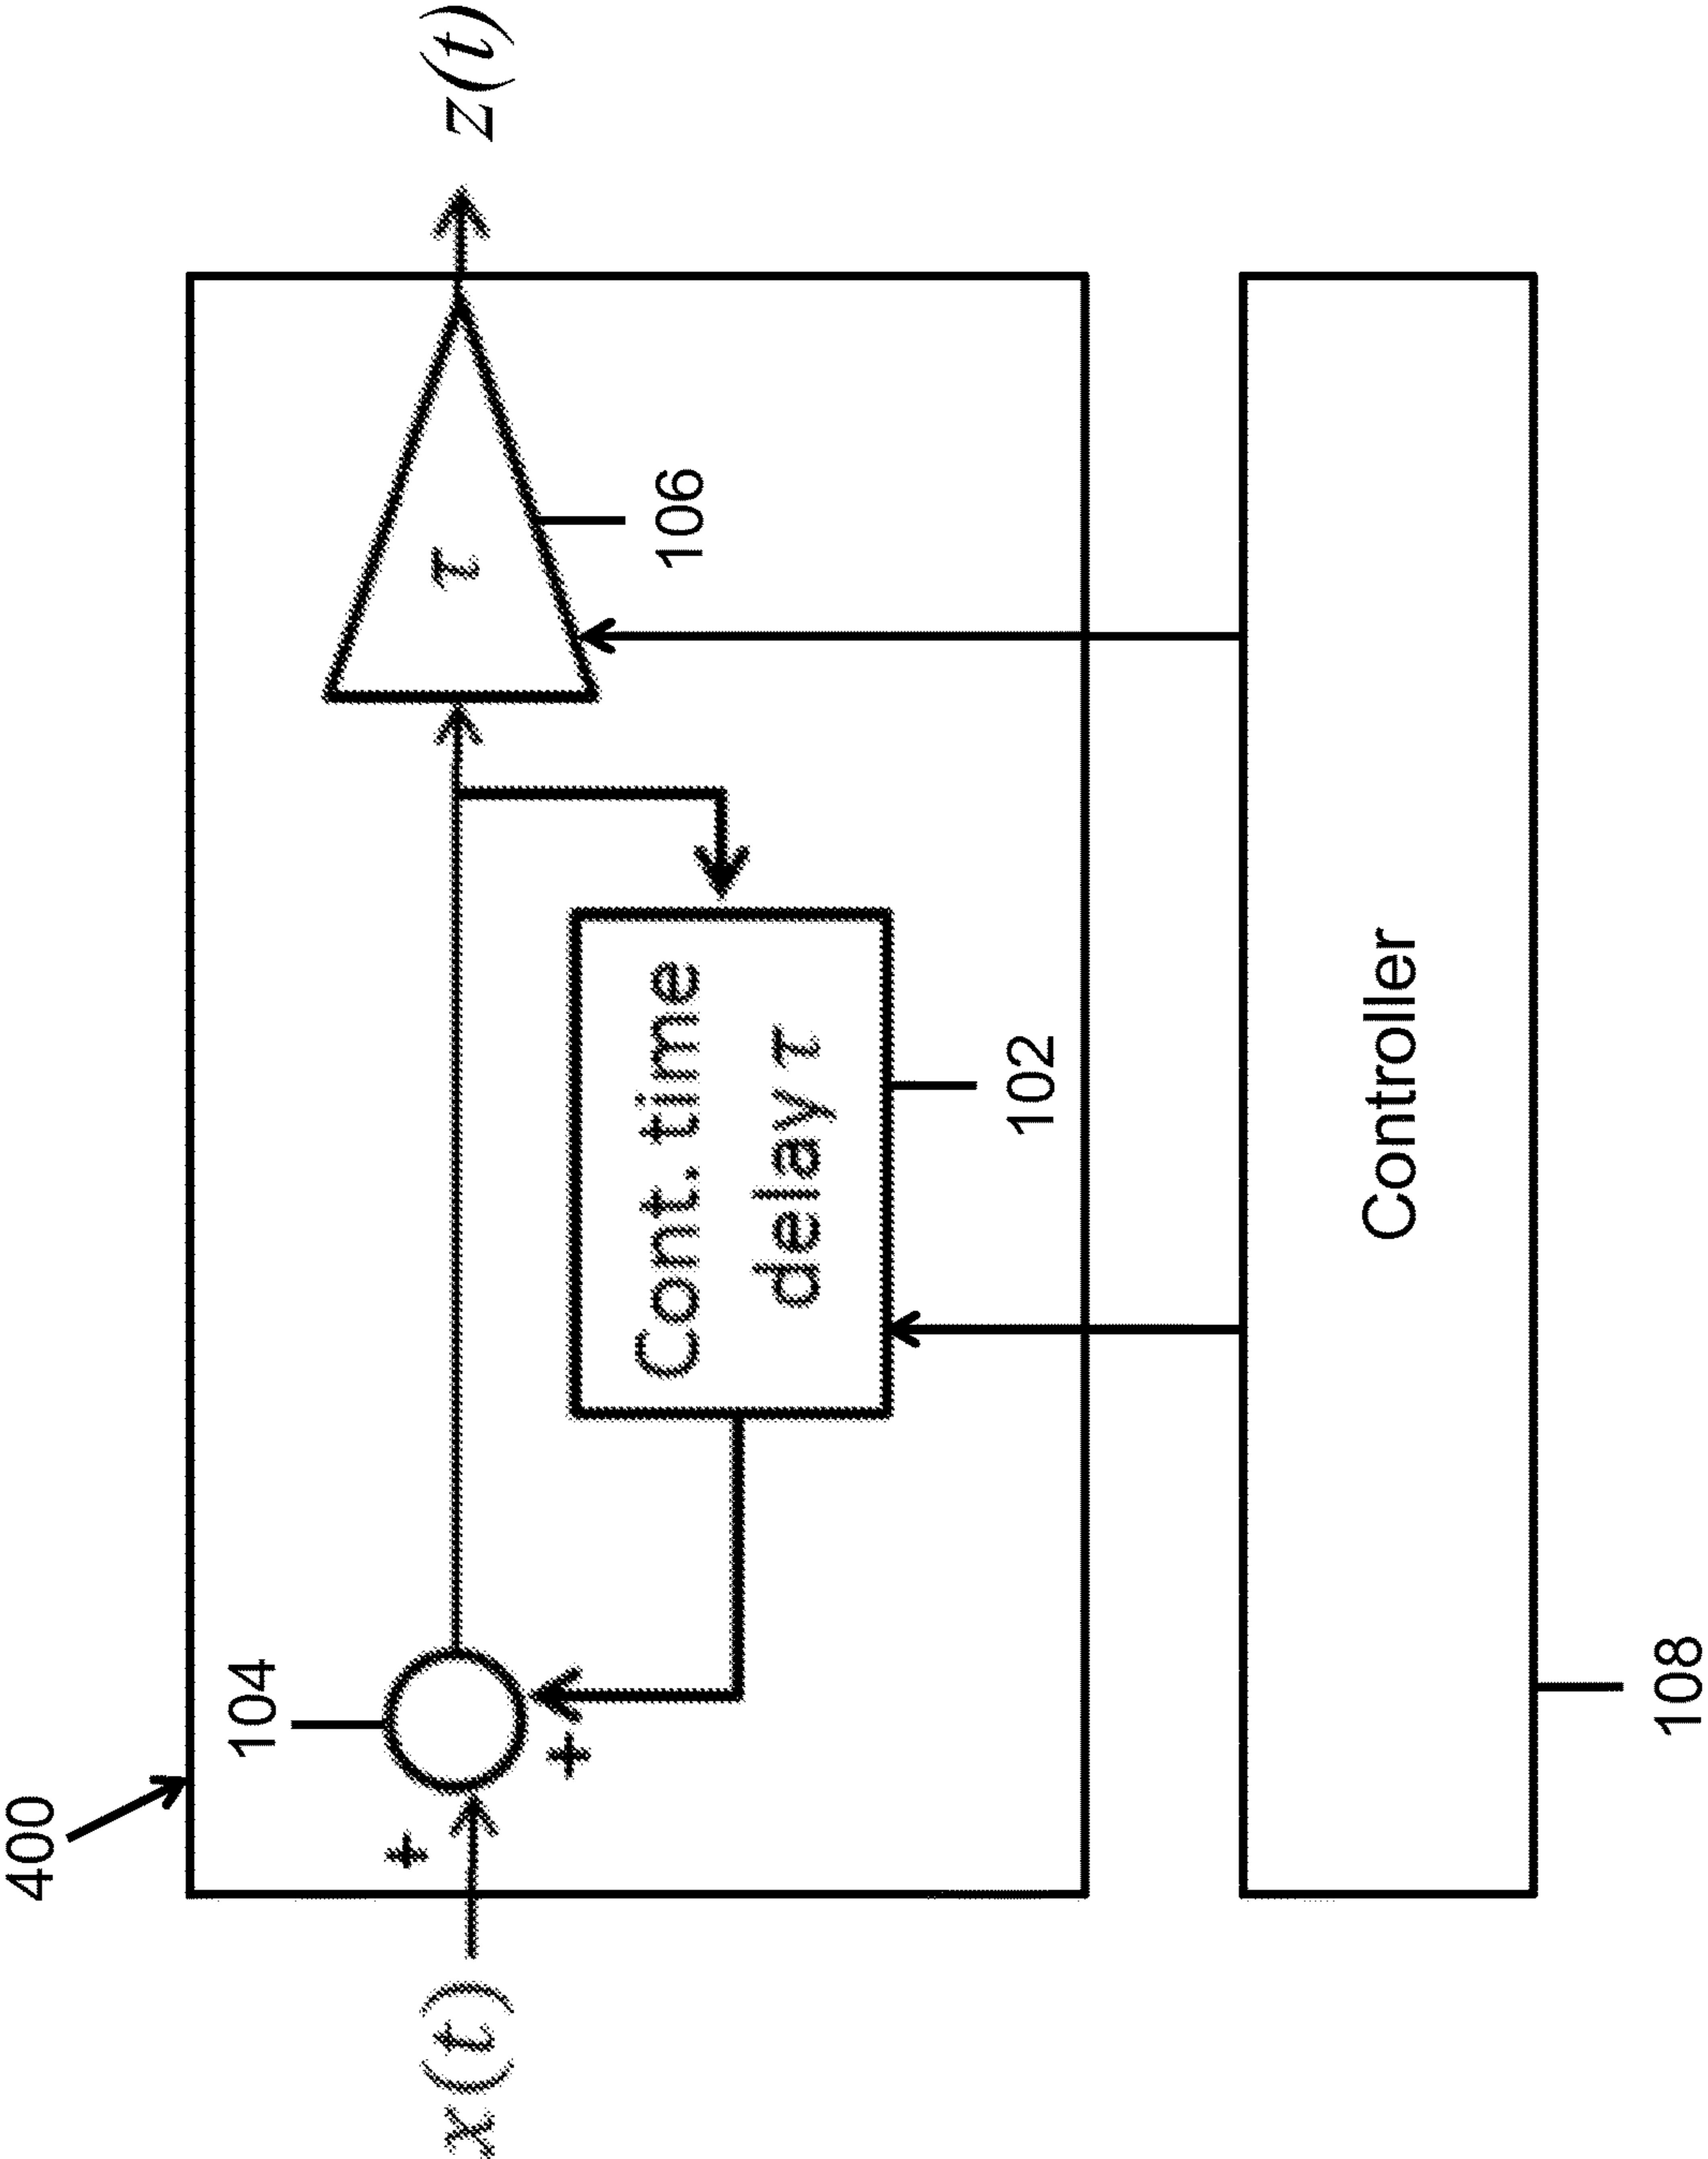 400
104
x(t)
+
+
Cont. time
delay τ
102
τ
106
z(t)
Controller
108